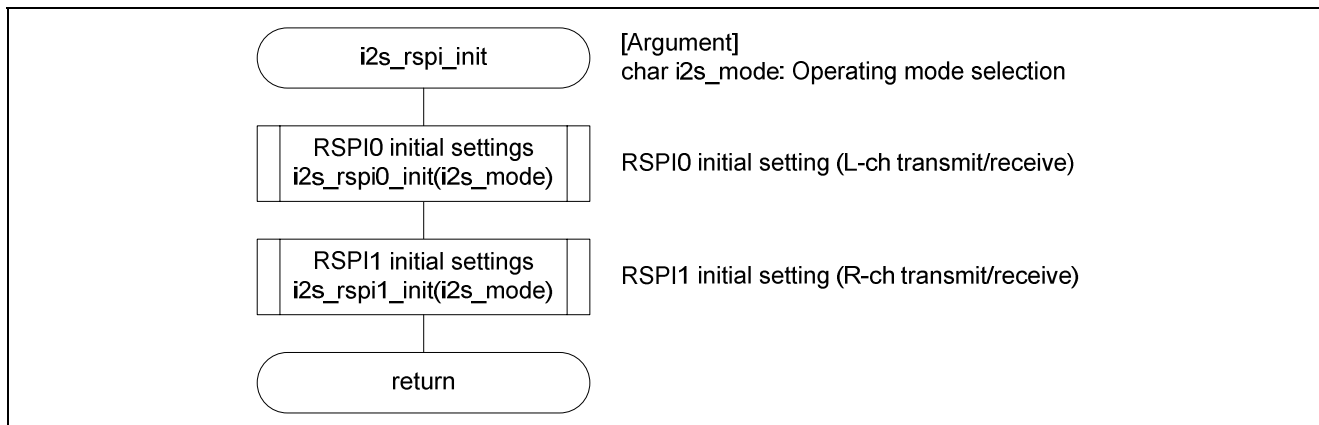 i2s_rspi_init
[Argument]
char i2s_mode: Operating mode selection
RSPI0 initial settings
i2s_rspi0_init(i2s_mode)
RSPI0 initial setting (L-ch transmit/receive)
RSPI1 initial settings
i2s_rspi1_init(i2s_mode)
RSPI1 initial setting (R-ch transmit/receive)
return